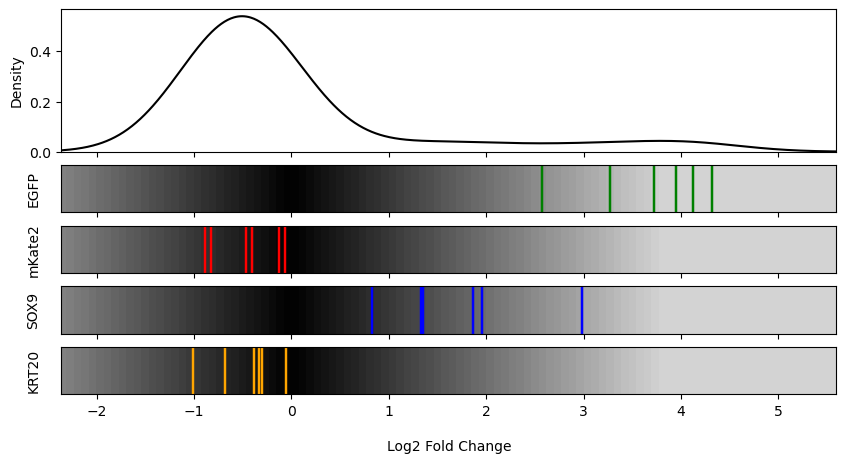 0.4
0.2
0.0
Density
EGFP
mKate2
SOX9
KRT20
−2 −1 0 1 2 3 4 5
Log2 Fold Change